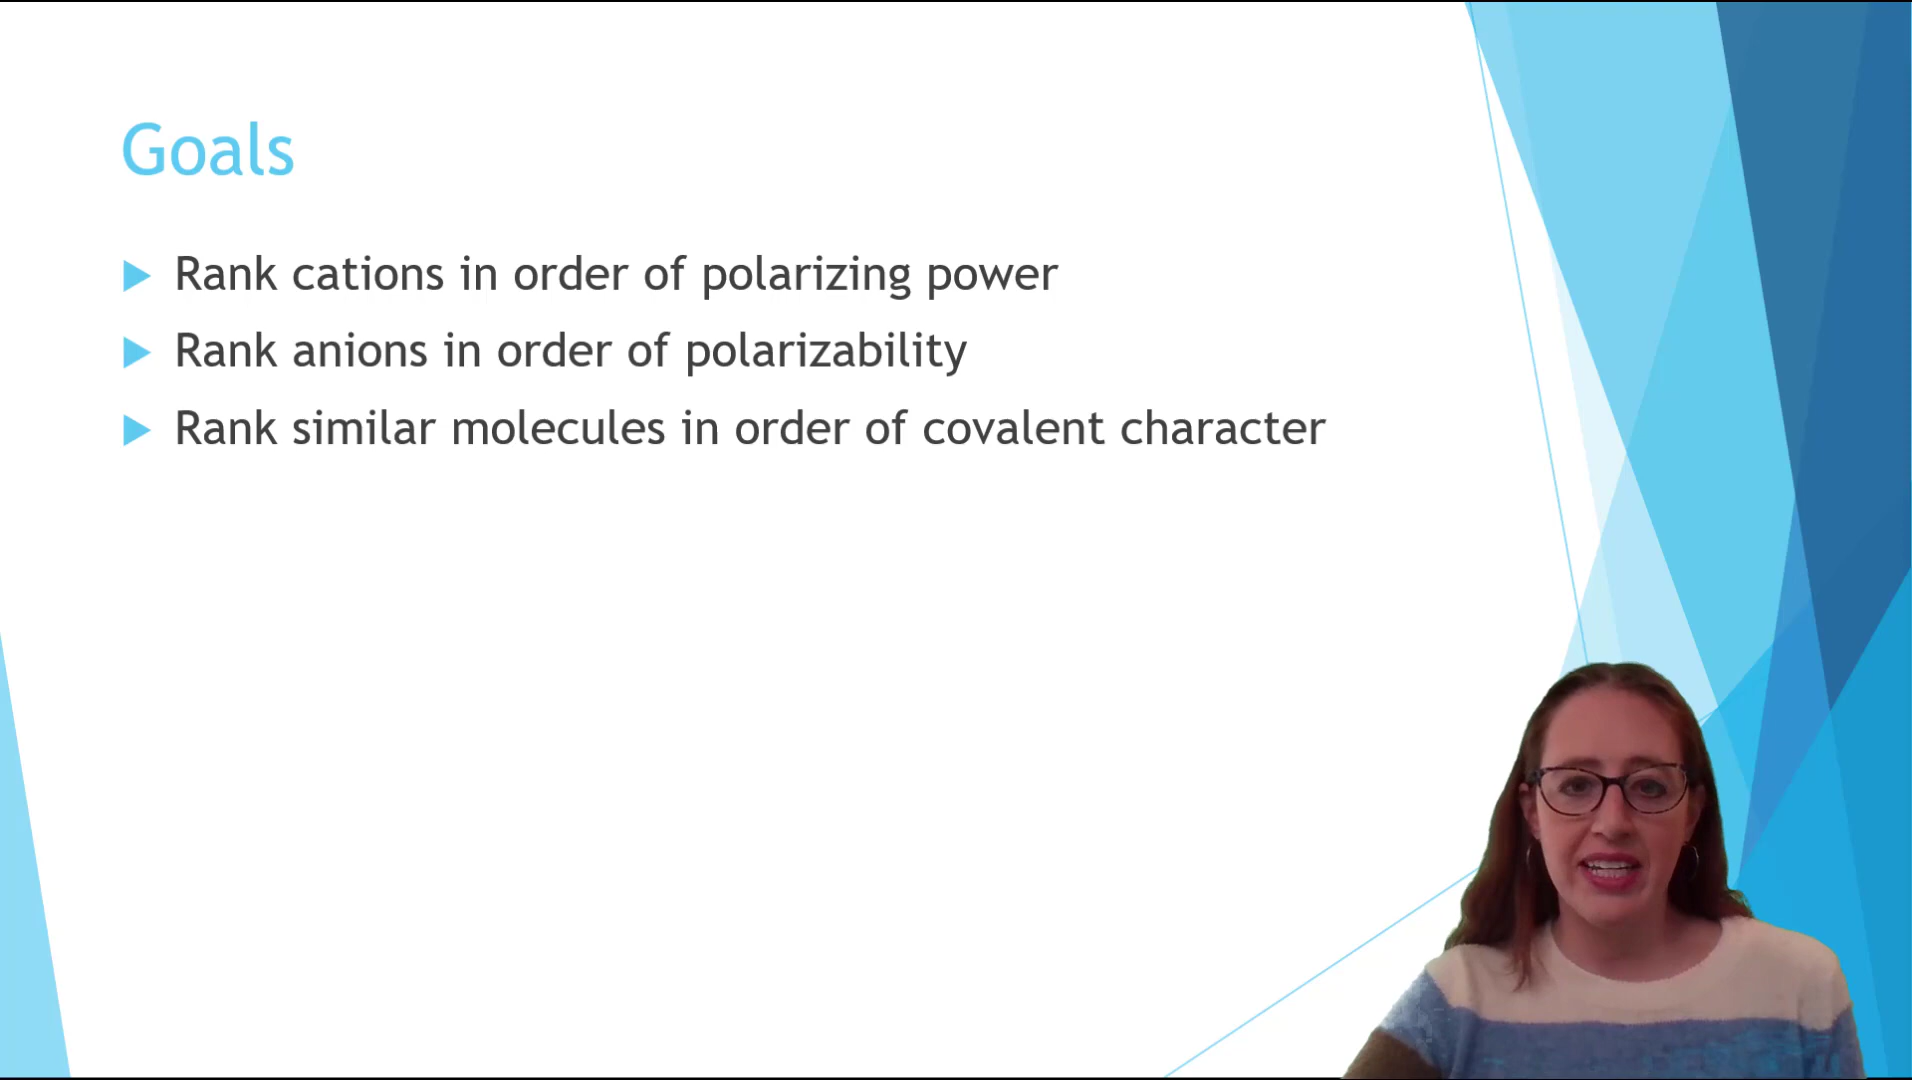 Goals
Rank cations in order of polarizing power
Rank anions in order of polarizability
Rank similar molecules in order of covalent character